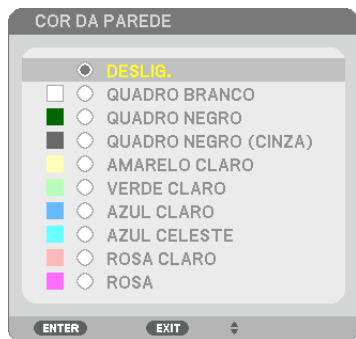 COR DA PAREDE
DESLIG.
QUADRO BRANCO
QUADRO NEGRO
QUADRO NEGRO (CINZA)
AMARELO CLARO
VERDE CLARO
AZUL CLARO
AZUL CELESTE
ROSA CLARO
ROSA
ENTER EXIT